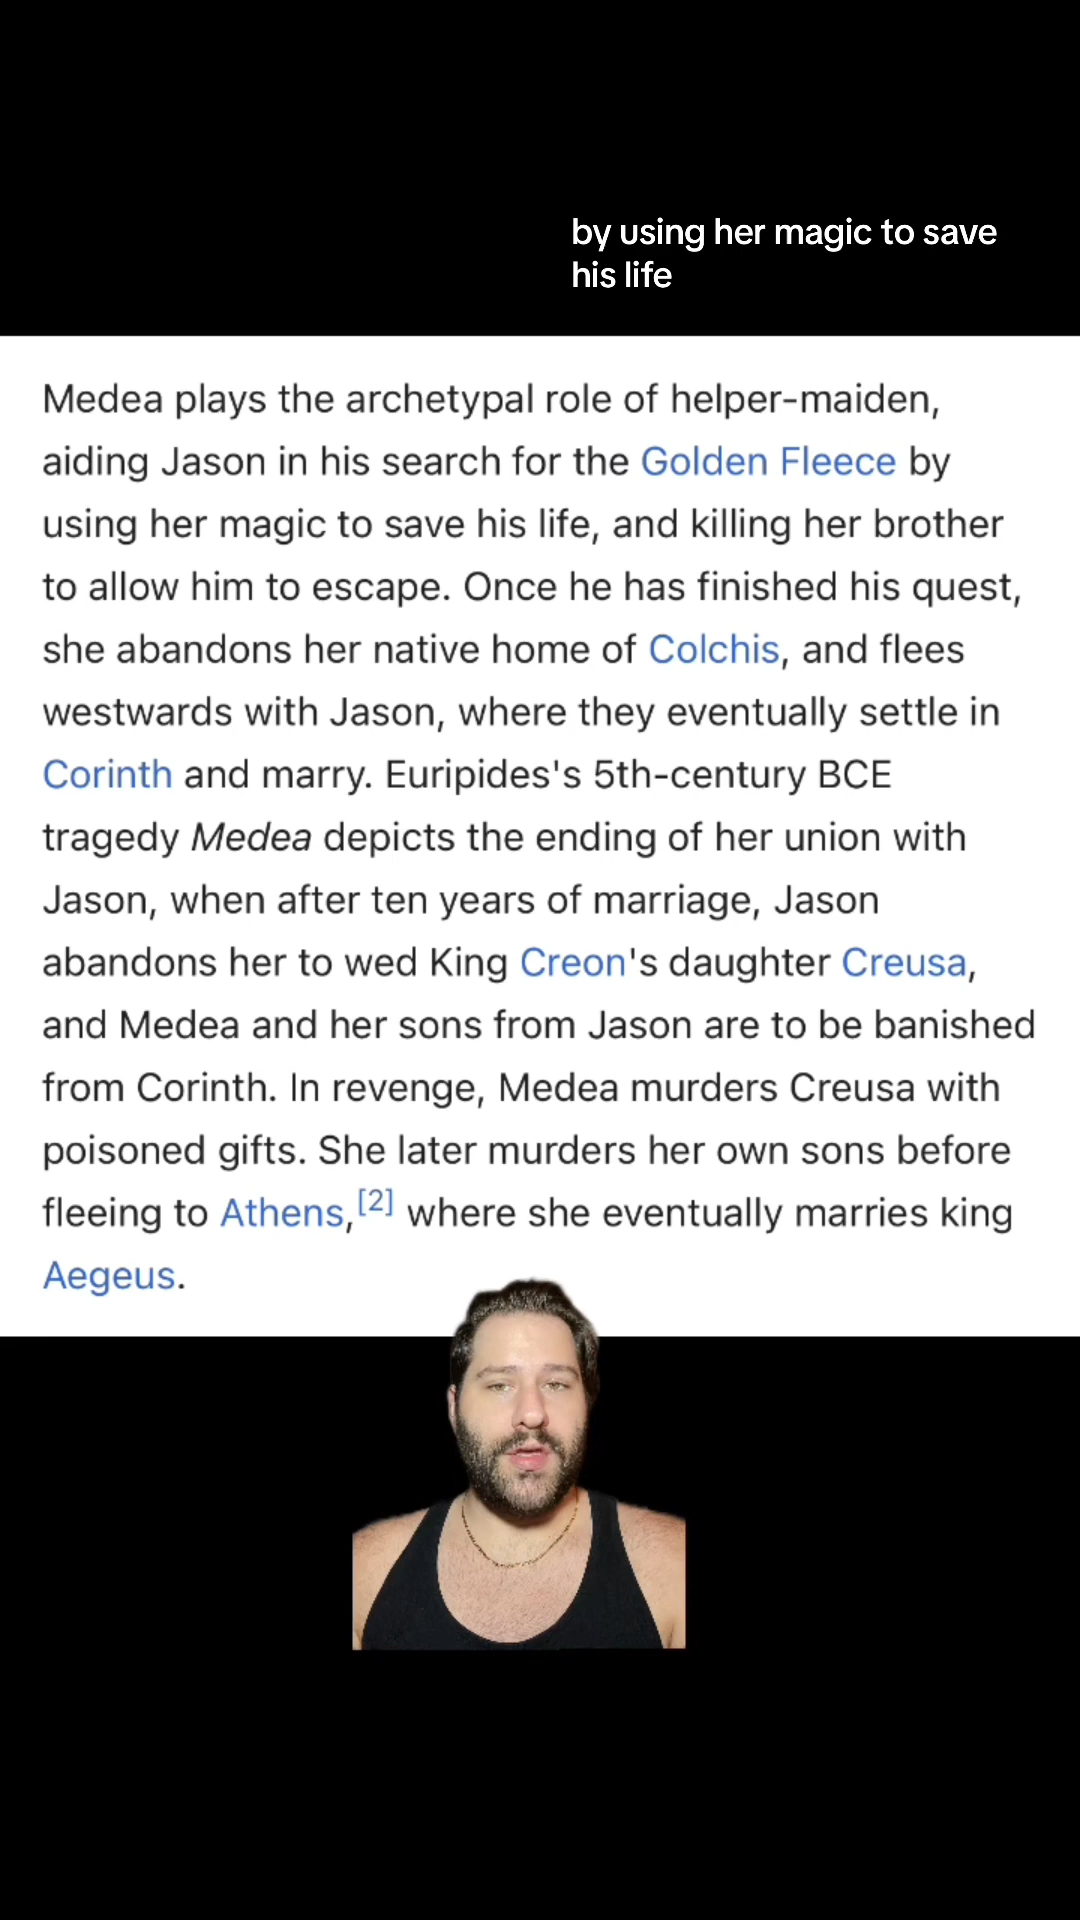 by using her magic to save
his life
Medea plays the archetypal role of helper-maiden,
aiding Jason in his search for the Golden Fleece by
using her magic to save his life, and killing her brother
to allow him to escape. Once he has finished his quest,
she abandons her native home of Colchis, and flees
westwards with Jason, where they eventually settle in
Corinth and marry. Euripides's 5th-century BCE
tragedy Medea depicts the ending of her union with
Jason, when after ten years of marriage, Jason
abandons her to wed King Creon's daughter Creusa,
and Medea and her sons from Jason are to be banished
from Corinth. In revenge, Medea murders Creusa with
poisoned gifts. She later murders her own sons before
fleeing to Athens,[2] where she eventually marries king
Aegeus.